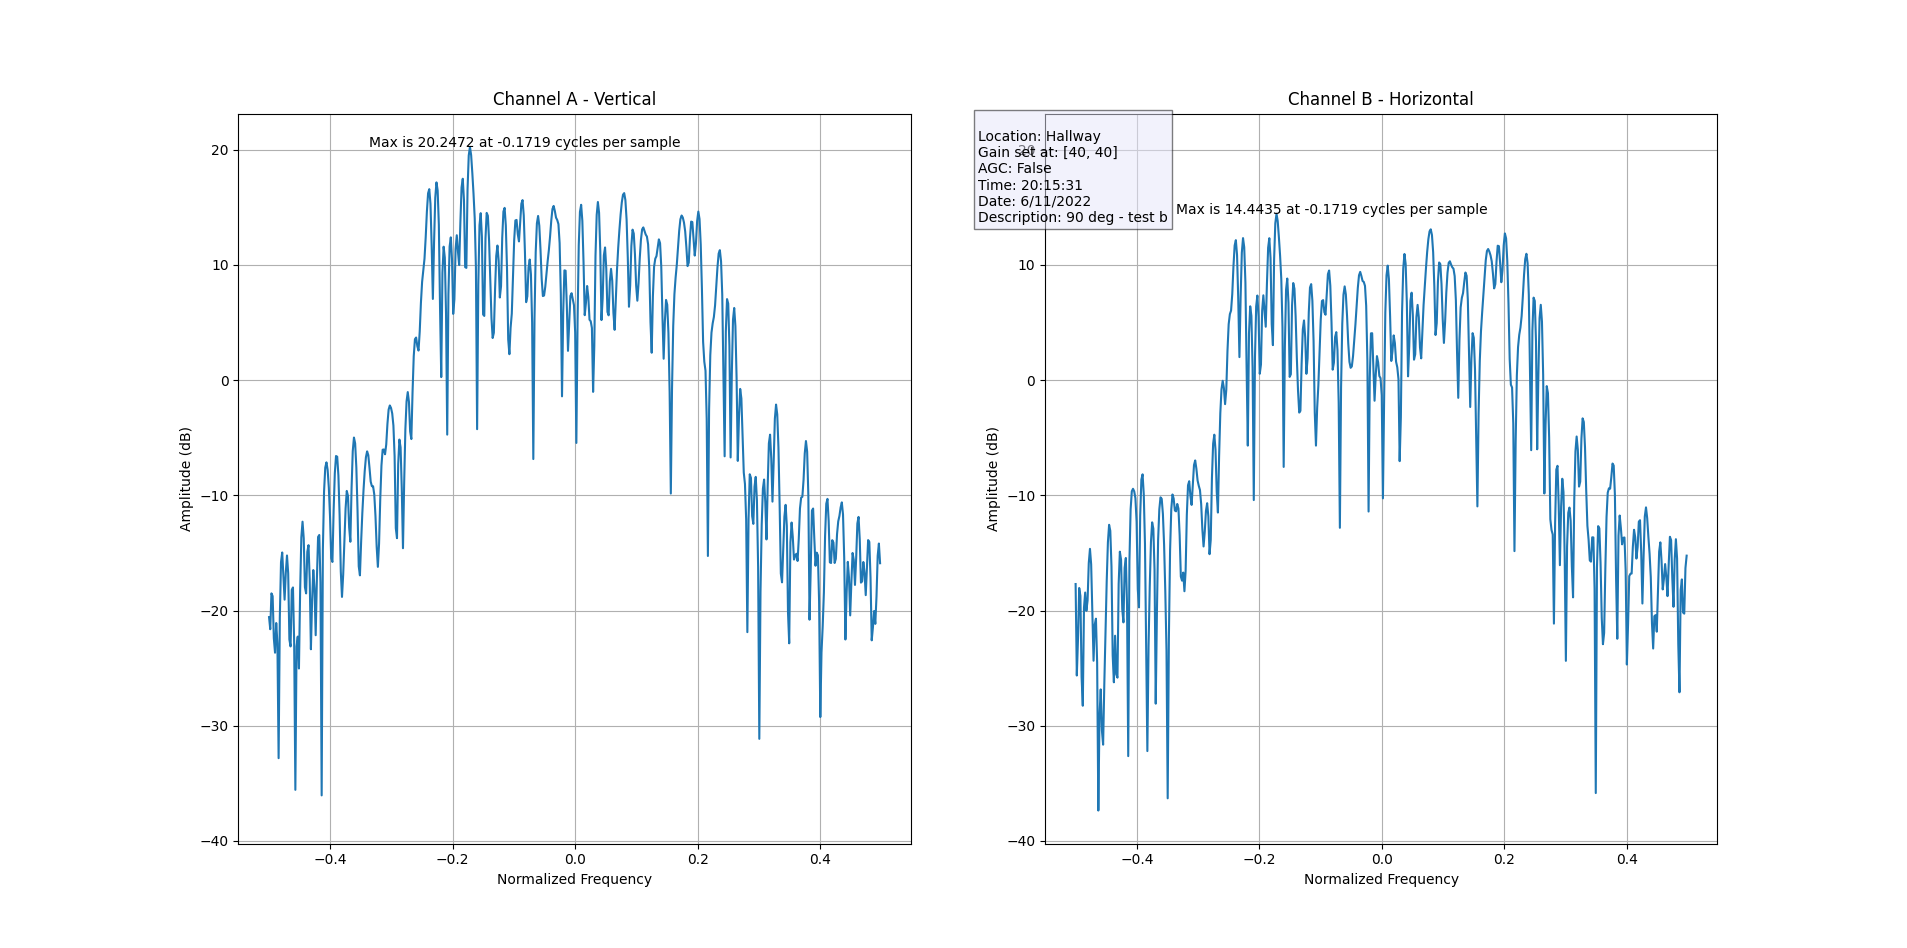 Channel A - Vertical
Max is 20.2472 at -0.1719 cycles per sample
20
10
0
−10
−20
−30
−40
Amplitude (dB)
−0.4
−0.2
0.0
0.2
0.4
Normalized Frequency
Channel B - Horizontal
Location: Hallway
Gain set at: [40, 40]
AGC: False
Time: 20:15:31
Date: 6/11/2022
Description: 90 deg - test b
Max is 14.4435 at -0.1719 cycles per sample
20
10
0
−10
−20
−30
−40
Amplitude (dB)
−0.4
−0.2
0.0
0.2
0.4
Normalized Frequency